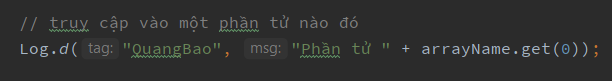 // truy cập vào một phần tử nào đó
Log.d( tag: "QuangBao", msg: "Phần tử " + arrayName.get(0));